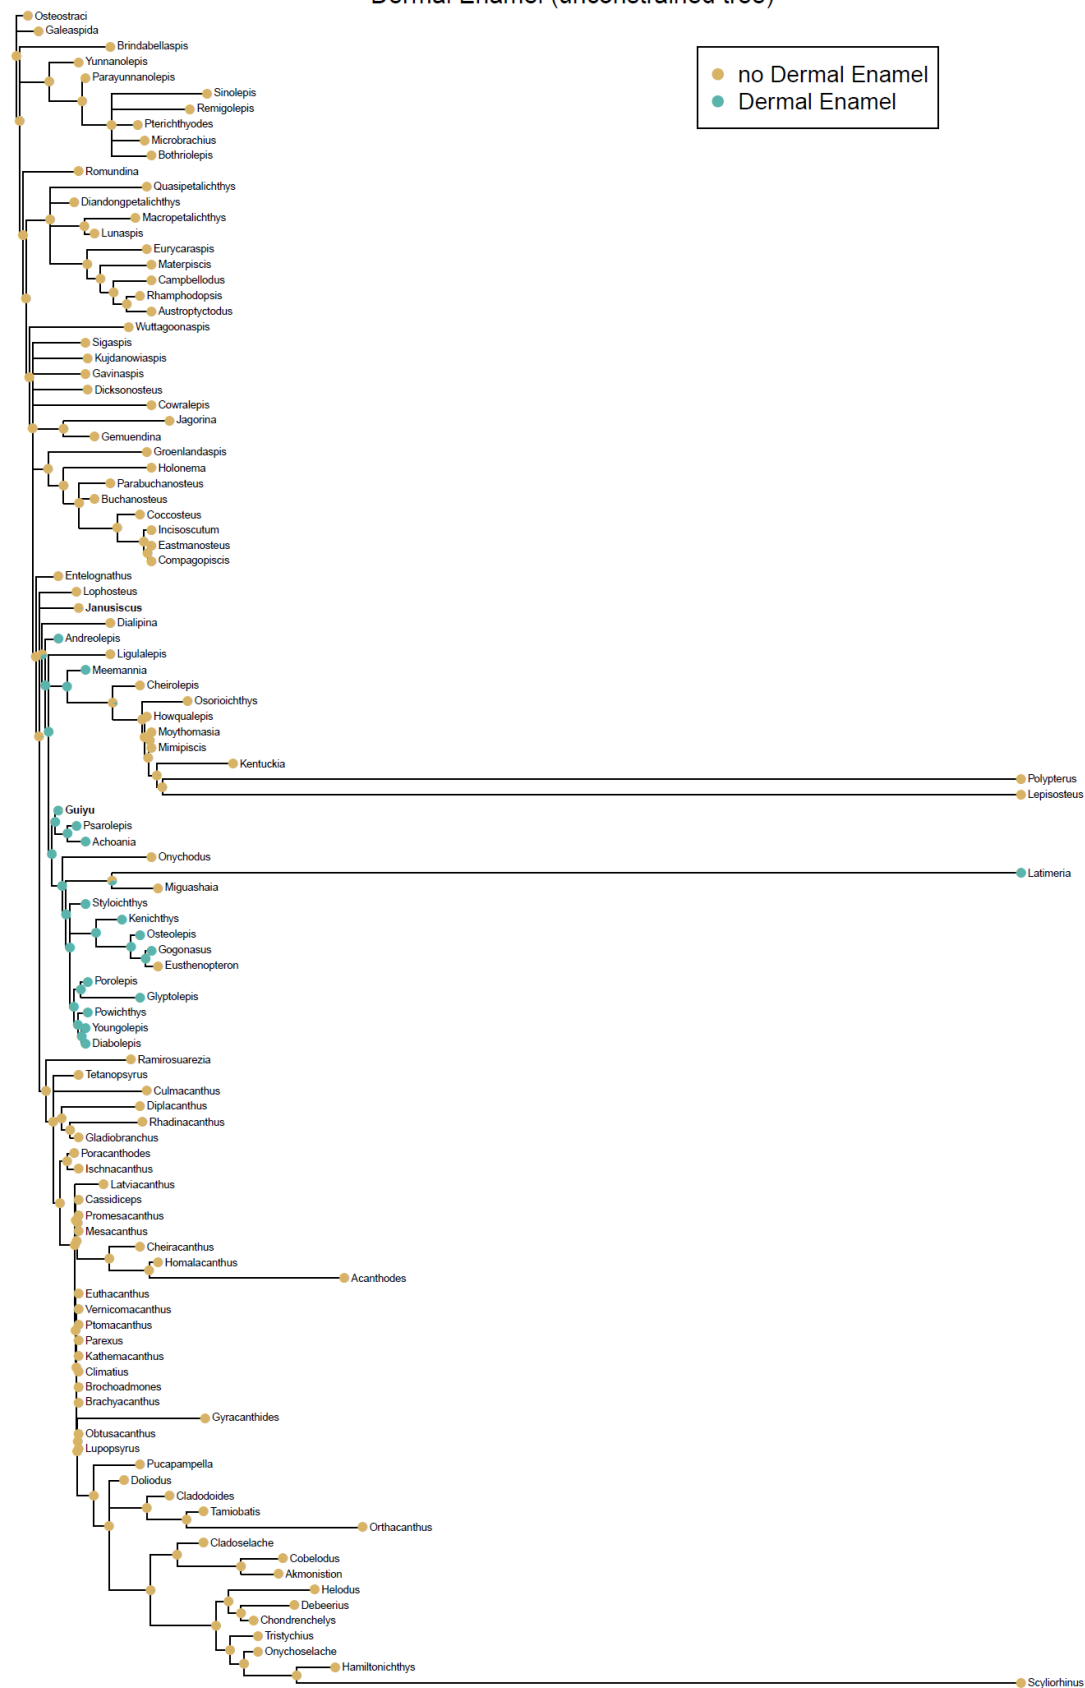 Dermal Enamel (unconstrained tree)
no Dermal Enamel
Dermal Enamel
Osteostraci
Galeaspida
Brindabellaspis
Yunnanolepis
Parayunnanolepis
Sinolepis
Remigolepis
Pterichthyodes
Microbrachius
Bothriolepis
Romundina
Quasipetalichthys
Diandongpetalichthys
Macropetalichthys
Lunaspis
Eurycaraspis
Materpiscis
Campbellodus
Rhamphodopsis
Austroptyctodus
Wuttagoonaspis
Sigaspis
Kujdanowiaspis
Gavinaspis
Dicksonosteus
Cowralepis
Jagorina
Gemuendina
Groenlandaspis
Holonema
Parabuchanosteus
Buchanosteus
Coccosteus
Incisoscutum
Eastmanosteus
Compagopiscis
Entelognathus
Lophosteus
Janusiscus
Dialipina
Andreolepis
Ligulalepis
Meemannia
Cheirolepis
Osorioichthys
Howqualepis
Moythomasia
Mimipiscis
Kentuckia
Polypterus
Lepisosteus
Guiyu
Psarolepis
Achoania
Onychodus
Latimeria
Miguashaia
Styloichthys
Kenichthys
Osteolepis
Gogonasus
Eusthenopteron
Porolepis
Glyptolepis
Powichthys
Youngolepis
Diabolepis
Ramirosuarezia
Tetanopsyrus
Culmacanthus
Diplacanthus
Rhadinacanthus
Gladiobranchus
Poracanthodes
Ischnacanthus
Latviacanthus
Cassidiceps
Promesacanthus
Mesacanthus
Cheiracanthus
Homalacanthus
Acanthodes
Euthacanthus
Vernicomacanthus
Ptomacanthus
Parexus
Kathemacanthus
Climatius
Brochoadmones
Brachyacanthus
Gyracanthides
Obtusacanthus
Lupopsyrus
Pucapampella
Doliodus
Cladodoides
Tamiobatis
Orthacanthus
Cladoselache
Cobelodus
Akmonistion
Helodus
Debeerius
Chondrenchelys
Tristychius
Onychoselache
Hamiltonichthys
Scyliorhinus